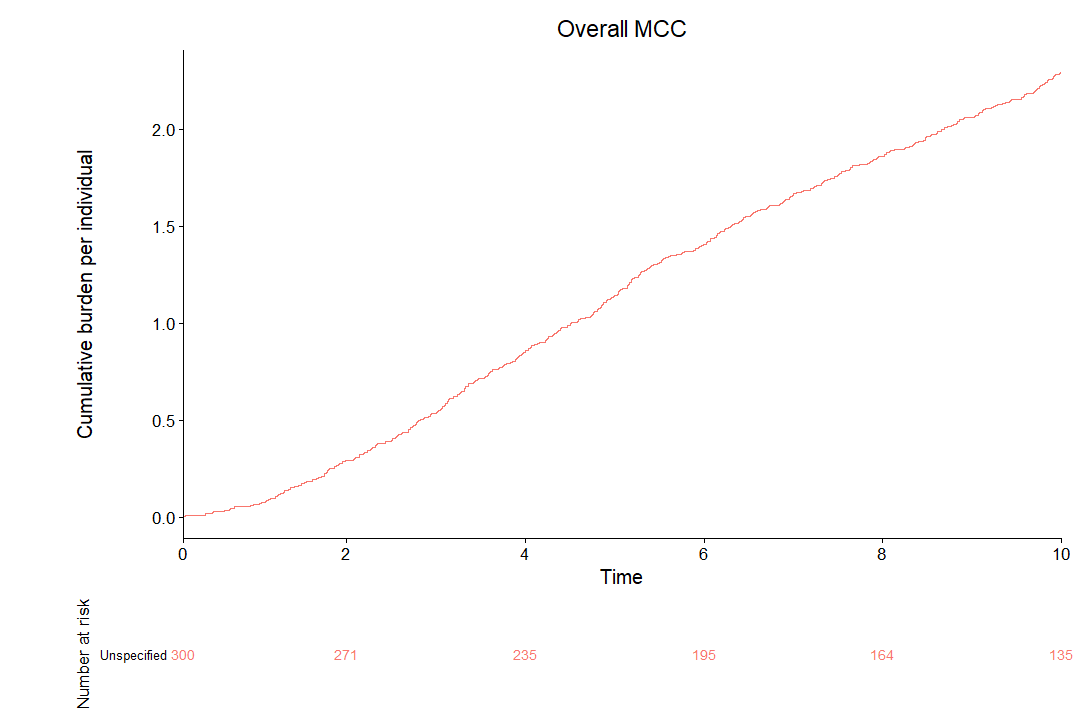 Overall MCC
Cumulative burden per individual
2.0
1.5
1.0
0.5
0.0
0 2 4 6 8 10
Time
Number at risk
Unspecified 300 271 235 195 164 135